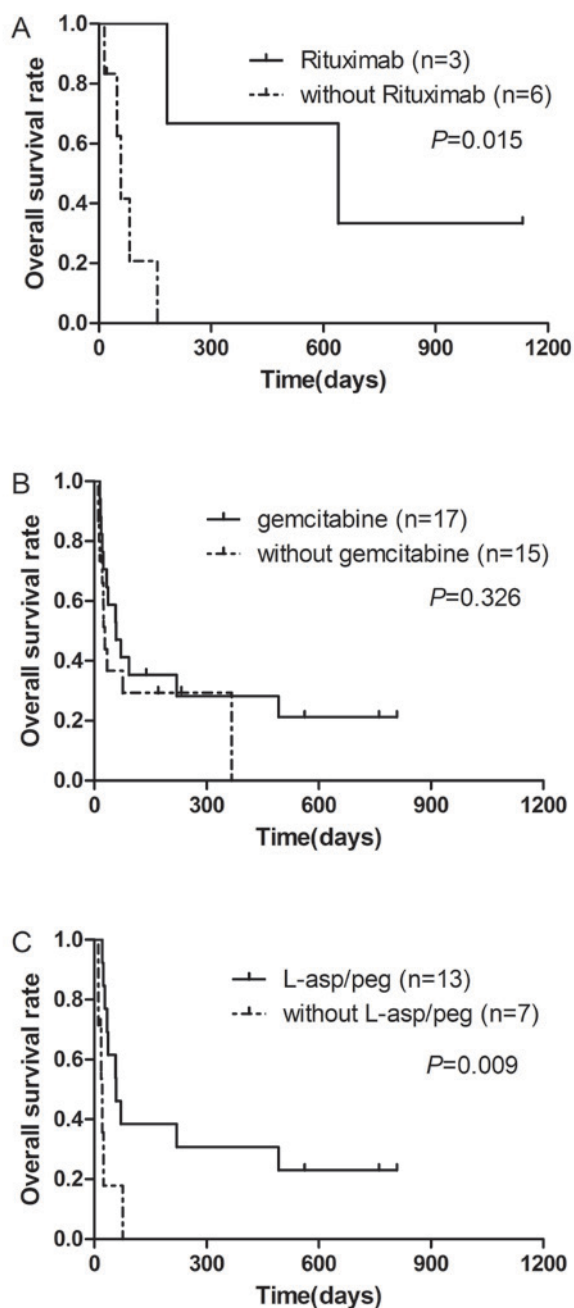 A
Overall survival rate
1.0
0.8
0.6
0.4
0.2
0.0
Rituximab (n=3)
without Rituximab (n=6)
P=0.015
0 300 600 900 1200
Time(days)
B
Overall survival rate
1.0
0.8
0.6
0.4
0.2
0.0
gemcitabine (n=17)
without gemcitabine (n=15)
P=0.326
0 300 600 900 1200
Time(days)
C
Overall survival rate
1.0
0.8
0.6
0.4
0.2
0.0
L-asp/peg (n=13)
without L-asp/peg (n=7)
P=0.009
0 300 600 900 1200
Time(days)